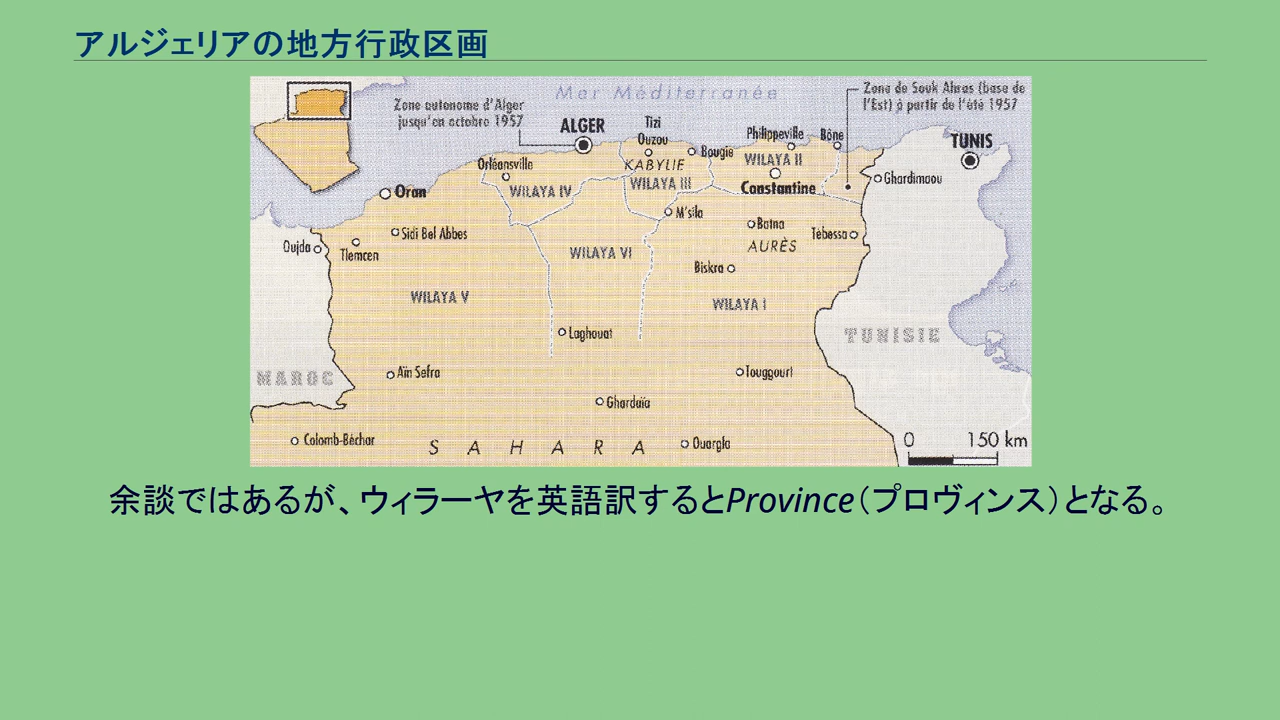 アルジェリアの地方行政区画
Mer Méditerranée
Zone autonome d'Alger
jusqu'en octobre 1957
Zone de Souk Ahras (base de
l'Est) à partir de l'été 1957
ALGER
Tizi
Ouzou
Philippeville
Bône
TUNIS
Bougie
Orléansville
KABYLIE
WILAYA II
WILAYA IV
WILAYA III
Constantine
Ghardimaou
Oran
M'sila
Batna
Sidi Bel Abbes
Tébessa
Oujda
Tlemcen
AURÈS
WILAYA VI
Biskra
WILAYA V
WILAYA I
Laghouat
TUNISIE
MAROC
Aïn Sefra
Touggourt
Ghardaïa
Colomb-Béchar
SAHARA
Ouargla
0 150 km
余談ではあるが、ウィラーヤを英語訳するとProvince(プロヴィンス)となる。